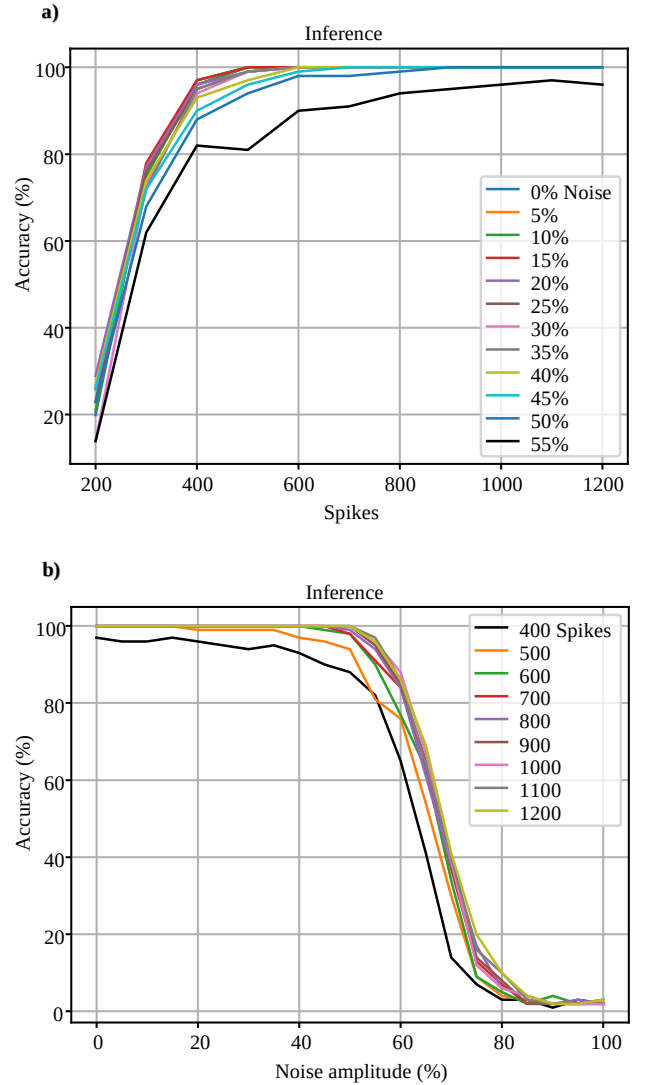 a)
Inference
100
80
60
40
20
Accuracy (%)
0% Noise
5%
10%
15%
20%
25%
30%
35%
40%
45%
50%
55%
200 400 600 800 1000 1200
Spikes
b)
Inference
100
80
60
40
20
0
Accuracy (%)
400 Spikes
500
600
700
800
900
1000
1100
1200
0 20 40 60 80 100
Noise amplitude (%)